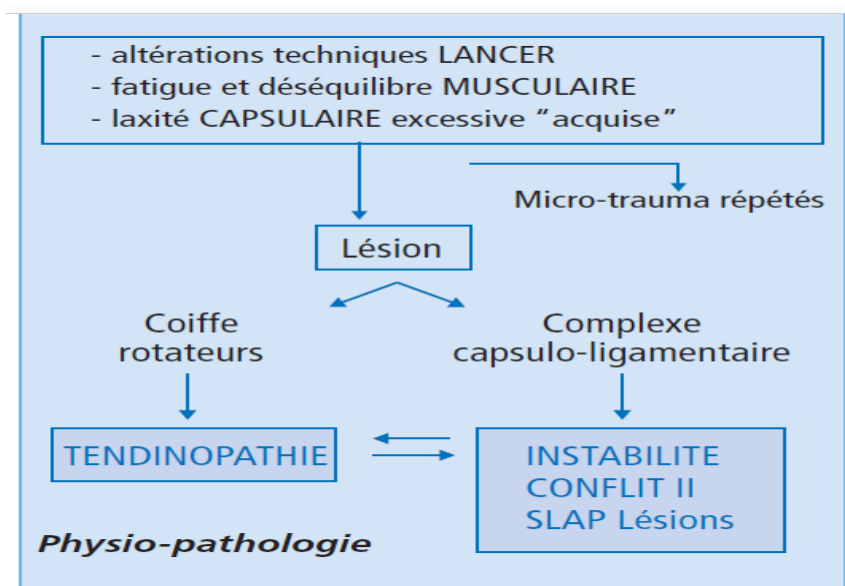 - altérations techniques LANCER
- fatigue et déséquilibre MUSCULAIRE
- laxité CAPSULAIRE excessive “acquise”
Micro-trauma répétés
Lésion
Coiffe
rotateurs
Complexe
capsulo-ligamentaire
TENDINOPATHIE
INSTABILITE
CONFLIT II
SLAP Lésions
Physio-pathologie